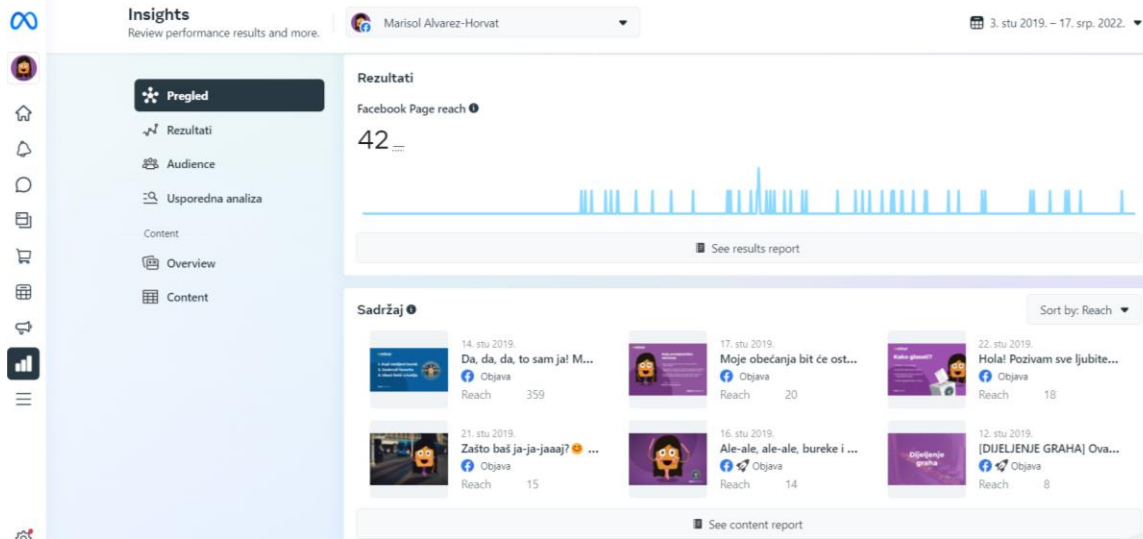 Insights
Review performance results and more.
Marisol Alvarez-Horvat
3. stu 2019. – 17. srp. 2022.
Pregled
Rezultati
Audience
Usporedna analiza
Content
Overview
Content
Rezultati
Facebook Page reach
42
See results report
Sadržaj
Sort by: Reach
14. stu 2019.
Da, da, da, to sam ja! M...
Objava
Reach 359
17. stu 2019.
Moje obećanja bit će ost...
Objava
Reach 20
22. stu 2019.
Hola! Pozivam sve ljubite...
Objava
Reach 18
Kako glasati?
21. stu 2019.
Zašto baš ja-ja-jaaaj? ...
Objava
Reach 15
16. stu 2019.
Ale-ale, ale-ale, bureke i ...
Objava
Reach 14
Dijeljenje
graha
12. stu 2019.
[DIJELJENJE GRAHA] Ova...
Objava
Reach 8
See content report